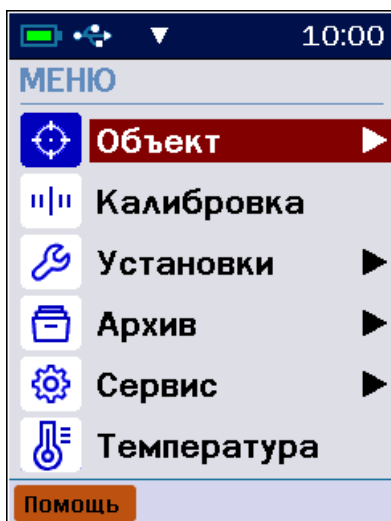 10:00
МЕНЮ
Объект
Калибровка
Установки
Архив
Сервис
Температура
Помощь